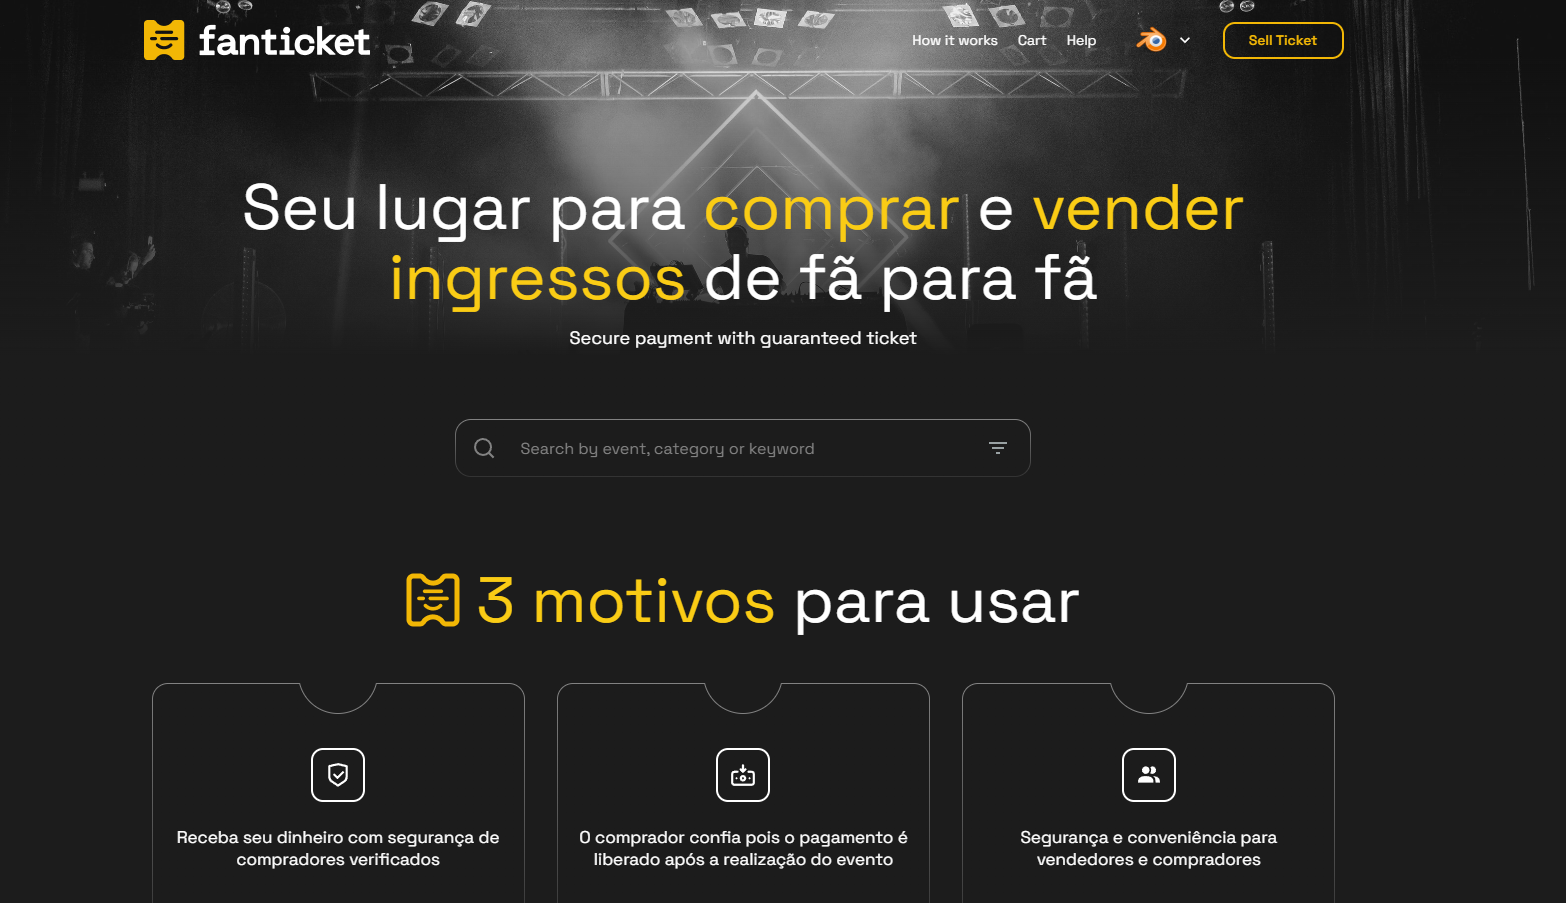 fanticket
How it works Cart Help Sell Ticket
Seu lugar para comprar e vender
ingressos de fã para fã
Secure payment with guaranteed ticket
Search by event, category or keyword
3 motivos para usar
Receba seu dinheiro com segurança de
compradores verificados
O comprador confia pois o pagamento é
liberado após a realização do evento
Segurança e conveniência para
vendedores e compradores